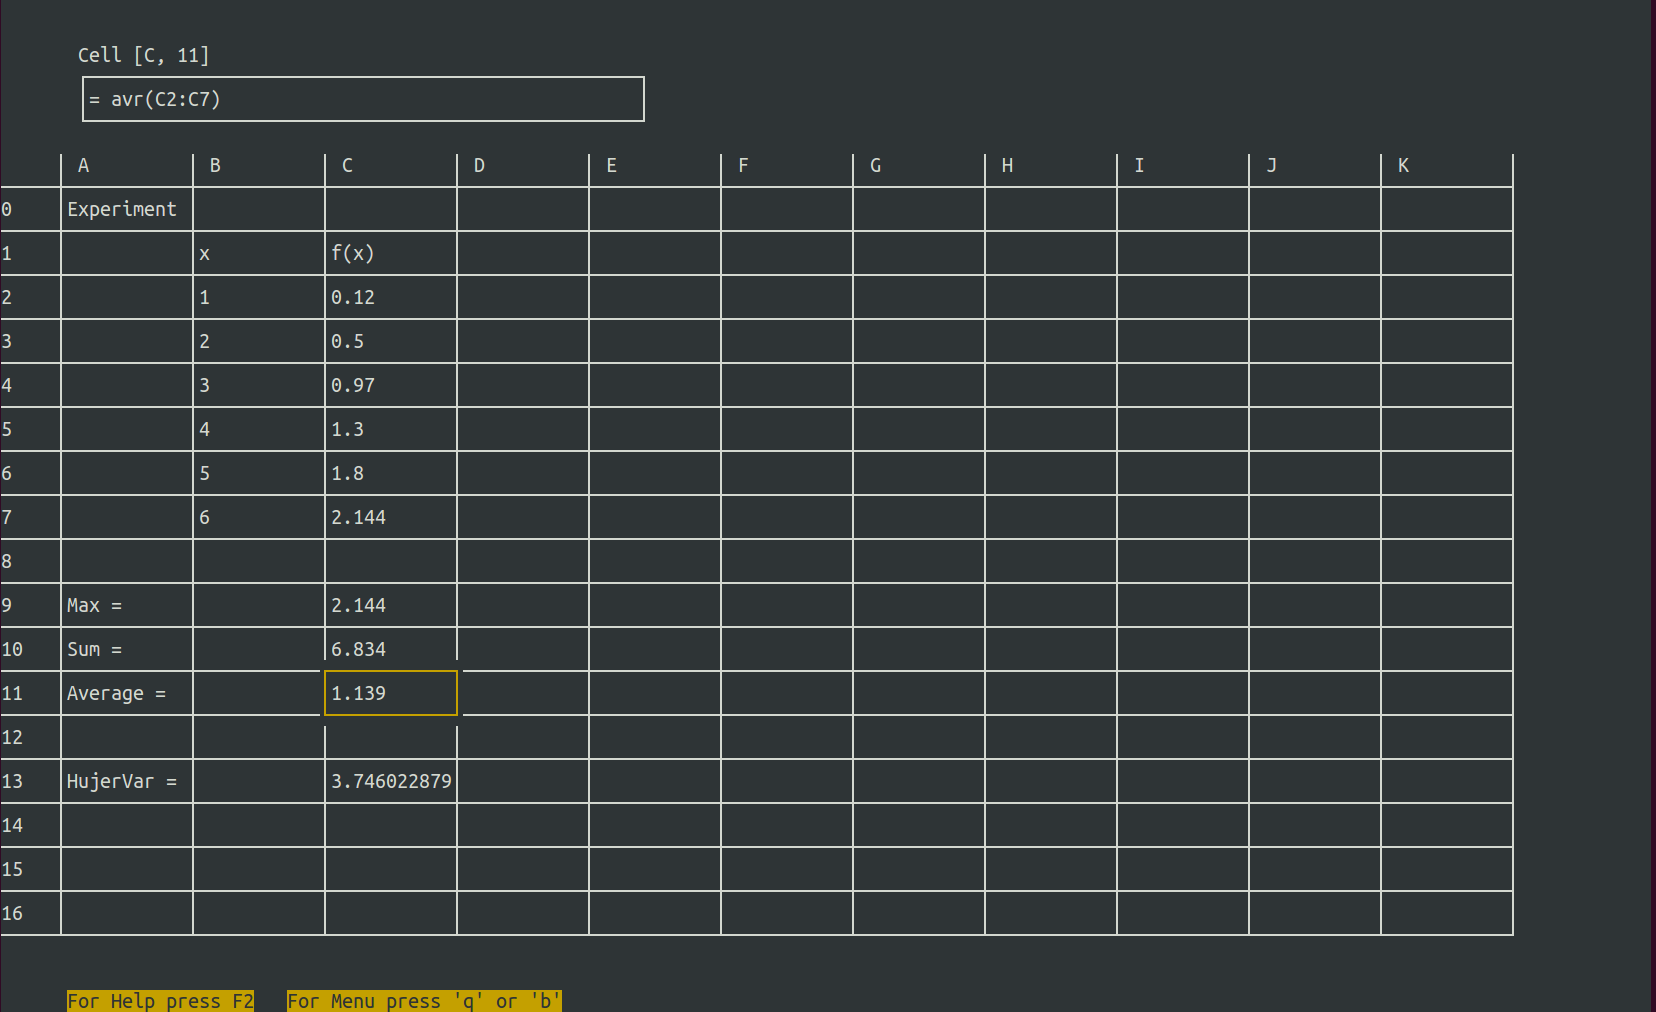 Cell [C, 11]
= avr(C2:C7)
A B C D E F G H I J K
0 Experiment
1 x f(x)
2 1 0.12
3 2 0.5
4 3 0.97
5 4 1.3
6 5 1.8
7 6 2.144
8
9 Max = 2.144
10 Sum = 6.834
11 Average = 1.139
12
13 HujerVar = 3.746022879
14
15
16
For Help press F2 For Menu press 'q' or 'b'